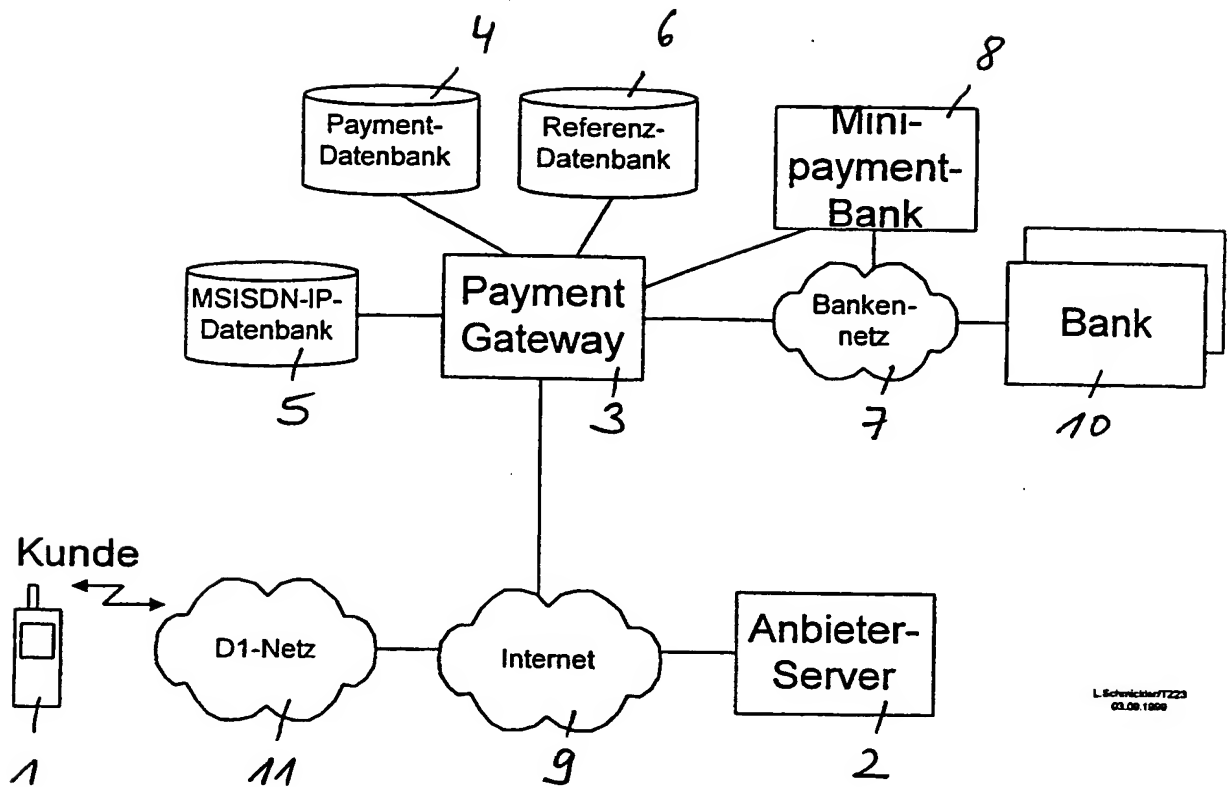 4
6
8
Payment-
Datenbank
Referenz-
Datenbank
Mini-
payment-
Bank
MSISDN-IP-
Datenbank
Payment
Gateway
Banken-
netz
Bank
5
3
7
10
Kunde
D1-Netz
Internet
Anbieter-
Server
1
11
9
2